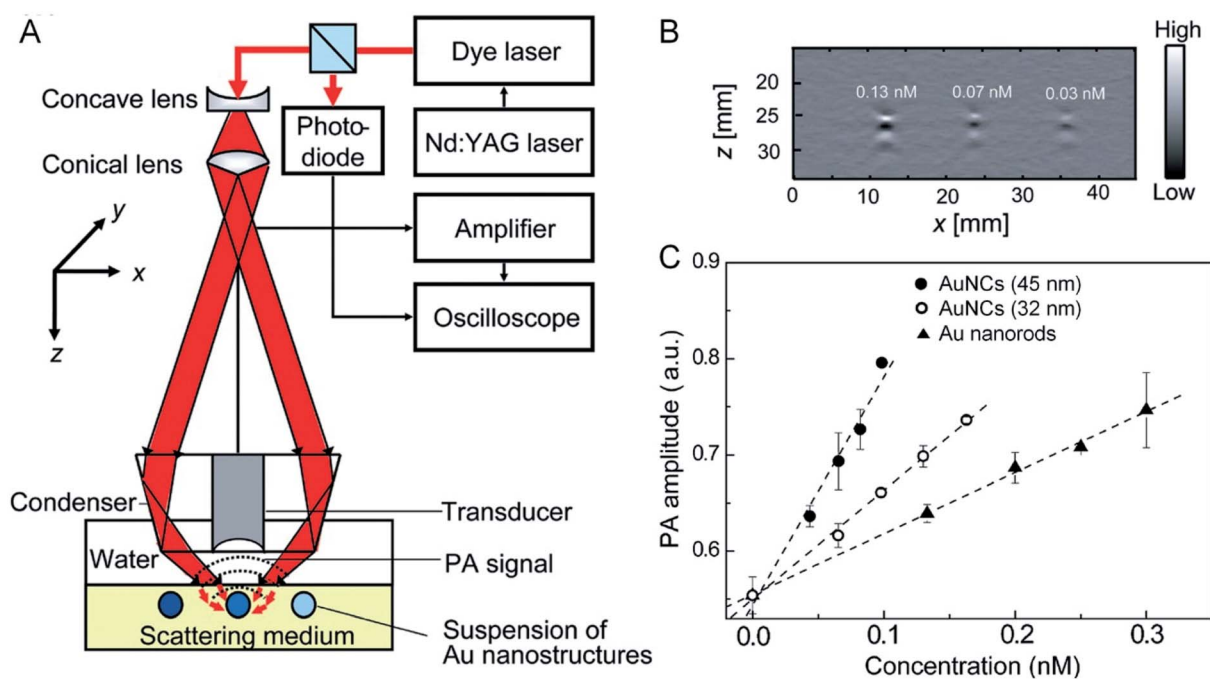 A
Dye laser
Concave lens
Photo-
diode
Nd:YAG laser
Conical lens
Amplifier
y
x
z
Oscilloscope
Condenser
Transducer
Water
PA signal
Scattering medium
Suspension of
Au nanostructures
B
High
Low
z [mm]
20
25
30
0.13 nM
0.07 nM
0.03 nM
0 10 20 30 40
x [mm]
C
PA amplitude (a.u.)
0.9
0.8
0.7
0.6
AuNCs (45 nm)
AuNCs (32 nm)
Au nanorods
0.0 0.1 0.2 0.3
Concentration (nM)